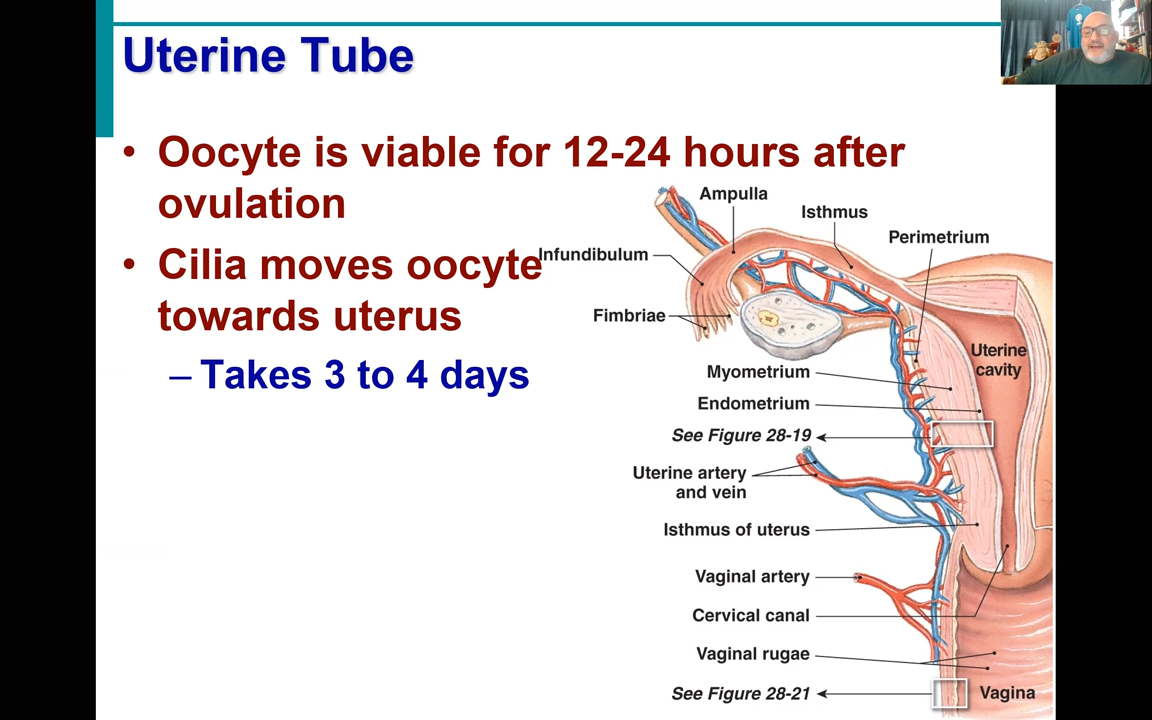 Uterine Tube
• Oocyte is viable for 12-24 hours after
ovulation
• Cilia moves oocyte
towards uterus
– Takes 3 to 4 days
Ampulla
Isthmus
Perimetrium
Infundibulum
Fimbriae
Uterine
cavity
Myometrium
Endometrium
See Figure 28-19
Uterine artery
and vein
Isthmus of uterus
Vaginal artery
Cervical canal
Vaginal rugae
See Figure 28-21
Vagina